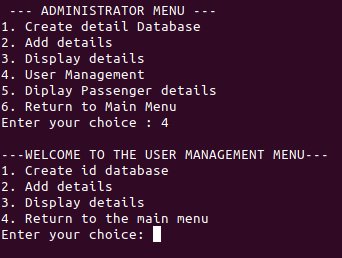 --- ADMINISTRATOR MENU ---
1. Create detail Database
2. Add details
3. Display details
4. User Management
5. Diplay Passenger details
6. Return to Main Menu
Enter your choice : 4
---WELCOME TO THE USER MANAGEMENT MENU---
1. Create id database
2. Add details
3. Display details
4. Return to the main menu
Enter your choice: